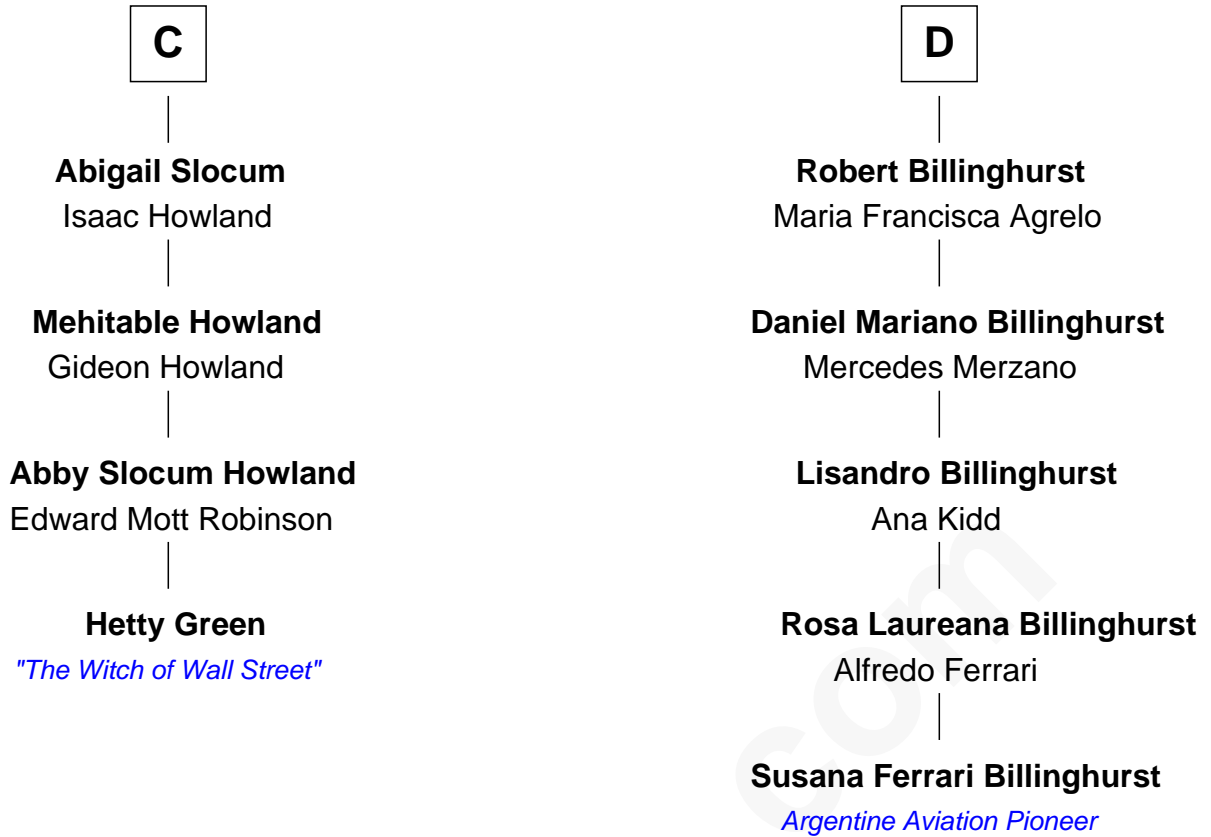 C
Abigail Slocum
Isaac Howland
Mehitable Howland
Gideon Howland
Abby Slocum Howland
Edward Mott Robinson
Hetty Green
"The Witch of Wall Street"
D
Robert Billinghurst
Maria Francisca Agrelo
Daniel Mariano Billinghurst
Mercedes Merzano
Lisandro Billinghurst
Ana Kidd
Rosa Laureana Billinghurst
Alfredo Ferrari
Susana Ferrari Billinghurst
Argentine Aviation Pioneer
com